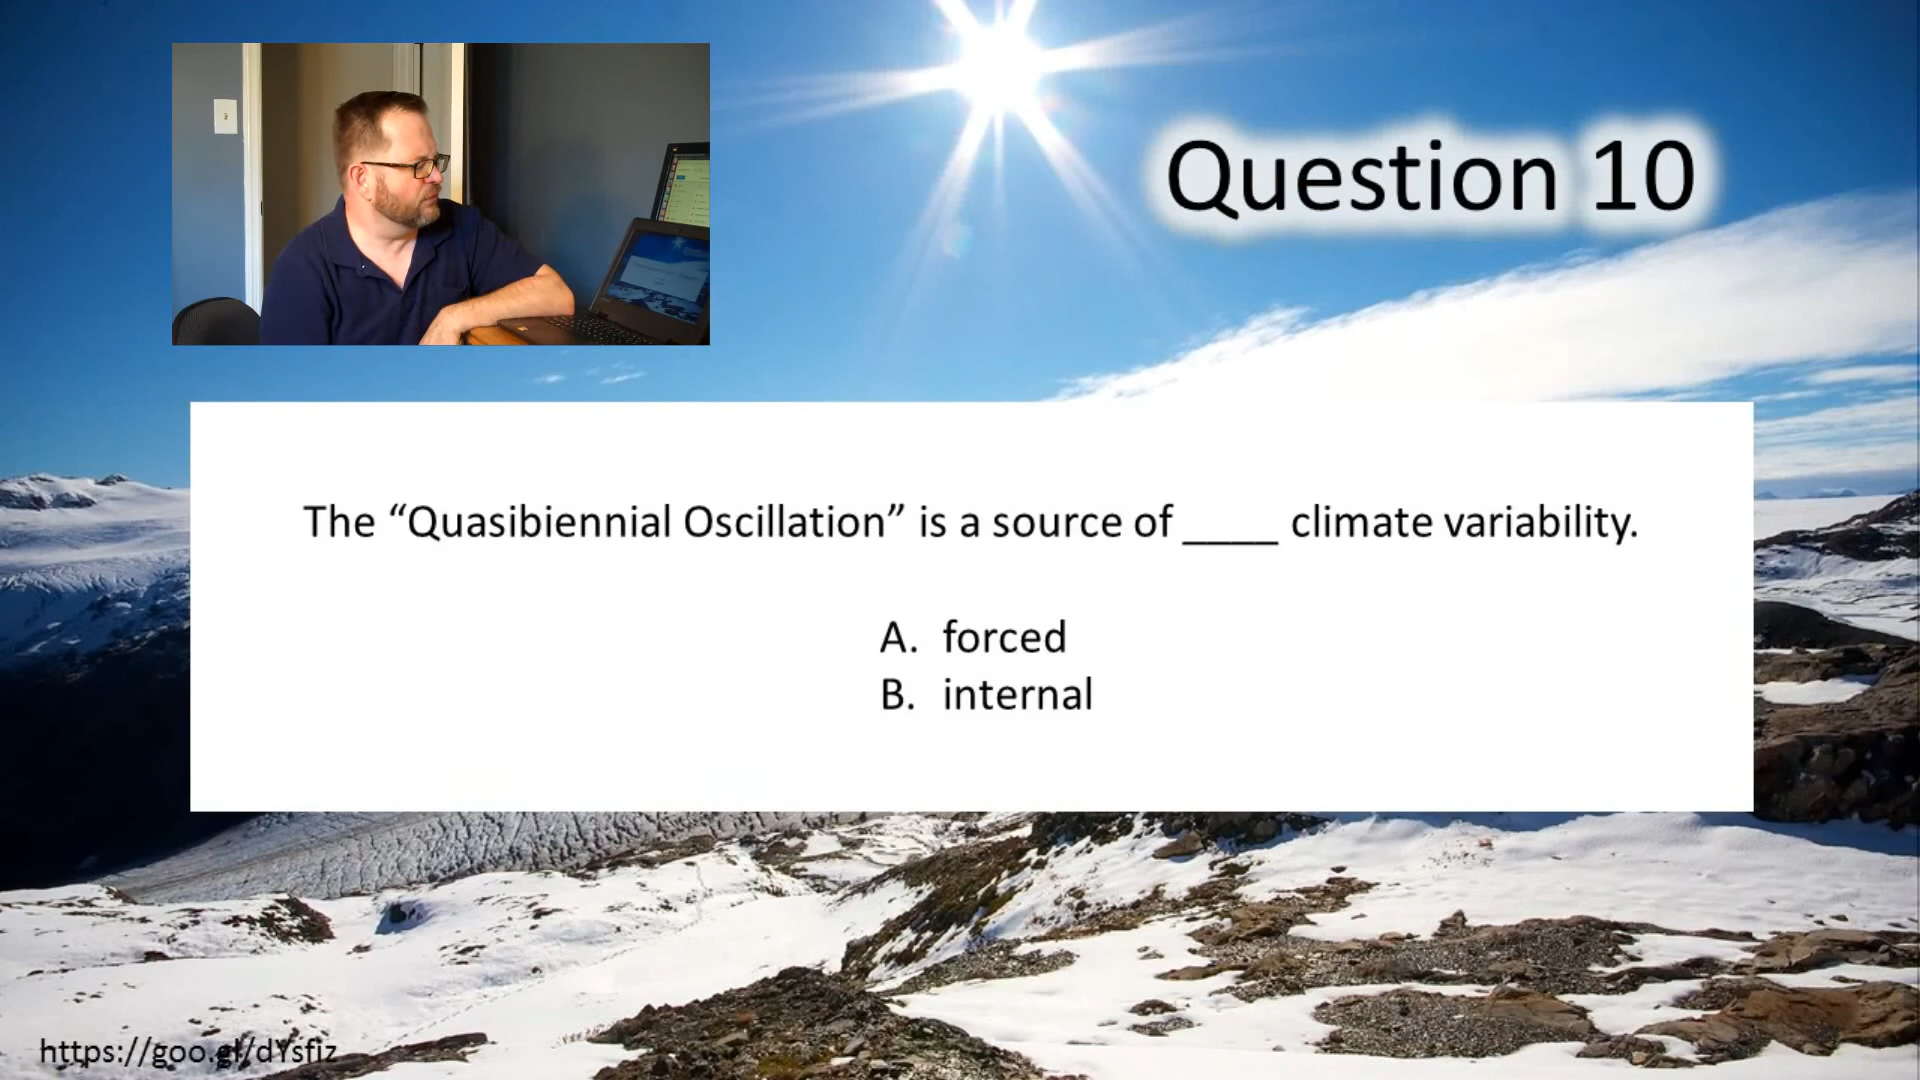 Question 10
The “Quasibiennial Oscillation” is a source of ____ climate variability.
A. forced
B. internal
https://goo.gl/dYsfiz